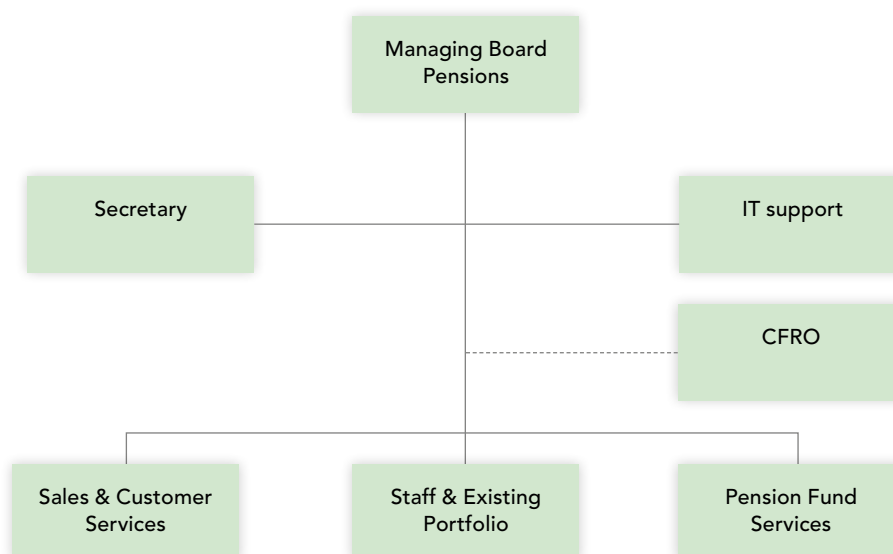 Managing Board
Pensions
Secretary
IT support
CFRO
Sales & Customer
Services
Staff & Existing
Portfolio
Pension Fund
Services